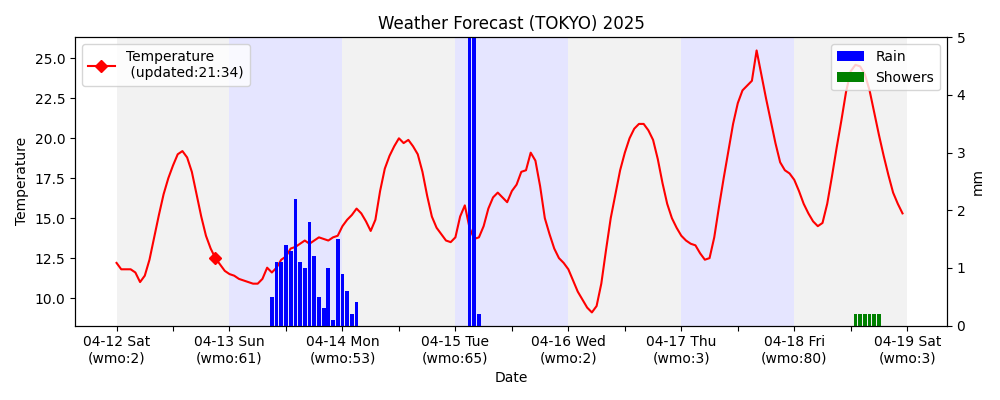 Weather Forecast (TOKYO) 2025
Temperature
(updated:21:34)
Rain
Showers
25.0
22.5
20.0
17.5
15.0
12.5
10.0
Temperature
5
4
3
2
1
0
mm
04-12 Sat
(wmo:2)
04-13 Sun
(wmo:61)
04-14 Mon
(wmo:53)
04-15 Tue
(wmo:65)
04-16 Wed
(wmo:2)
04-17 Thu
(wmo:3)
04-18 Fri
(wmo:80)
04-19 Sat
(wmo:3)
Date